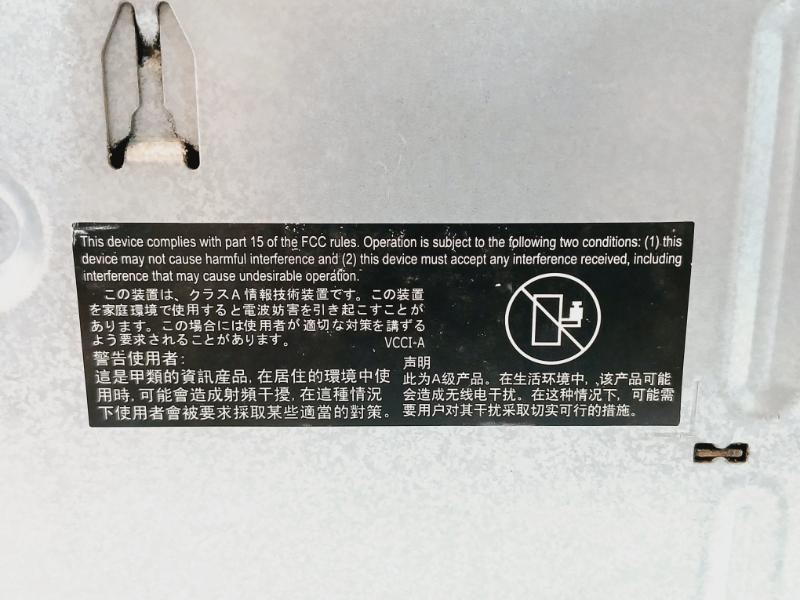 This device complies with part 15 of the FCC rules. Operation is subject to the following two conditions: (1) this
device may not cause harmful interference and (2) this device must accept any interference received, including
interference that may cause undesirable operation.
この装置は、クラスA情報技術装置です。この装置
を家庭環境で使用すると電波妨害を引き起こすことが
あります。この場合には使用者が適切な対策を講ずる
よう要求されることがあります。 VCCI-A
警告使用者:
這是甲類的資訊產品, 在居住的環境中使
用時, 可能會造成射頻干擾, 在這種情況
下使用者會被要求採取某些適當的對策。
声明
此为A级产品。在生活环境中, 该产品可能
会造成无线电干扰。在这种情况下, 可能需
要用户对其干扰采取切实可行的措施。